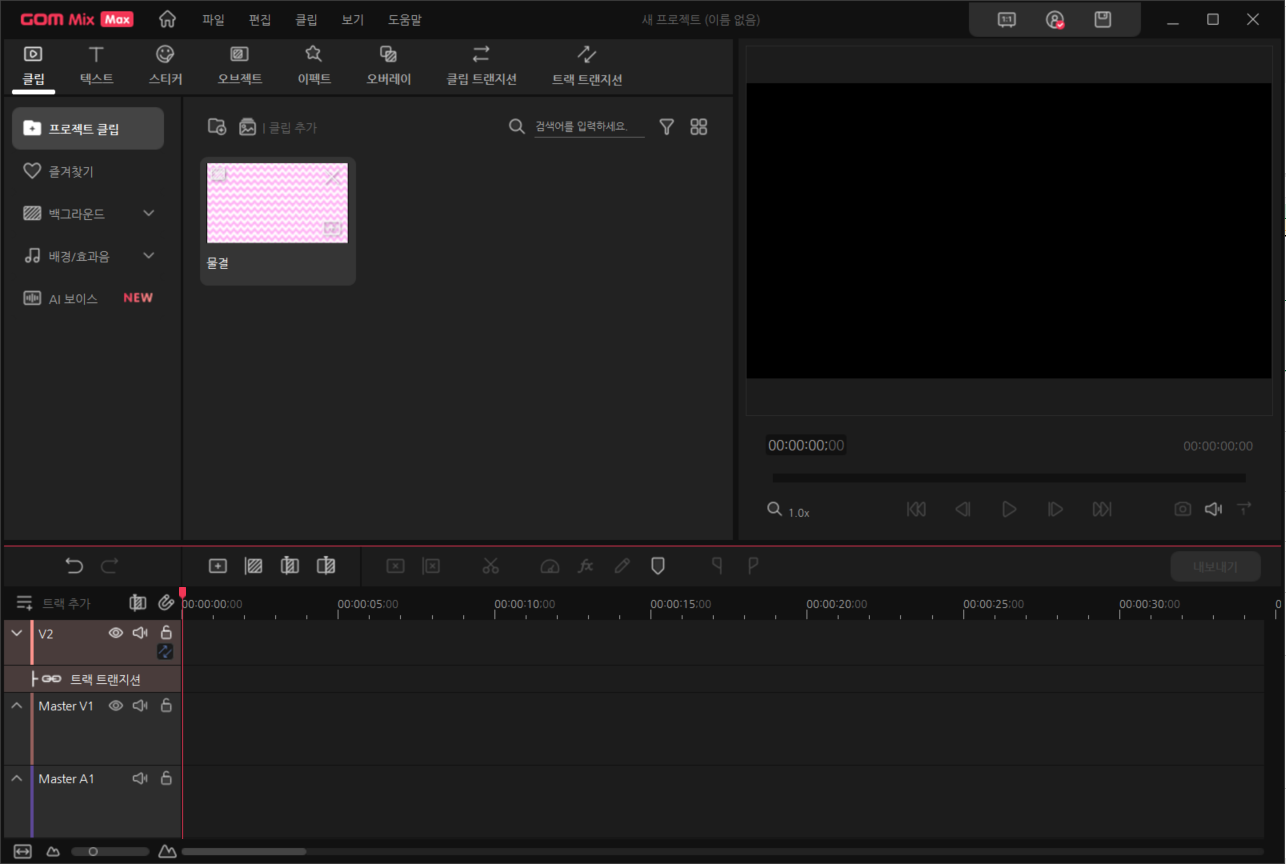 GOM Mix Max
파일 편집 클립 보기 도움말
새 프로젝트 (이름 없음)
1:1
클립 텍스트 스티커 오브젝트 이펙트 오버레이 클립 트랜지션 트랙 트랜지션
프로젝트 클립
즐겨찾기
백그라운드
배경/효과음
AI 보이스 NEW
| 클립 추가
검색어를 입력하세요.
물결
00:00:00:00
00:00:00:00
1.0x
fx
내보내기
트랙 추가
00:00:00:00 00:00:05:00 00:00:10:00 00:00:15:00 00:00:20:00 00:00:25:00 00:00:30:00 0
V2
트랙 트랜지션
Master V1
Master A1